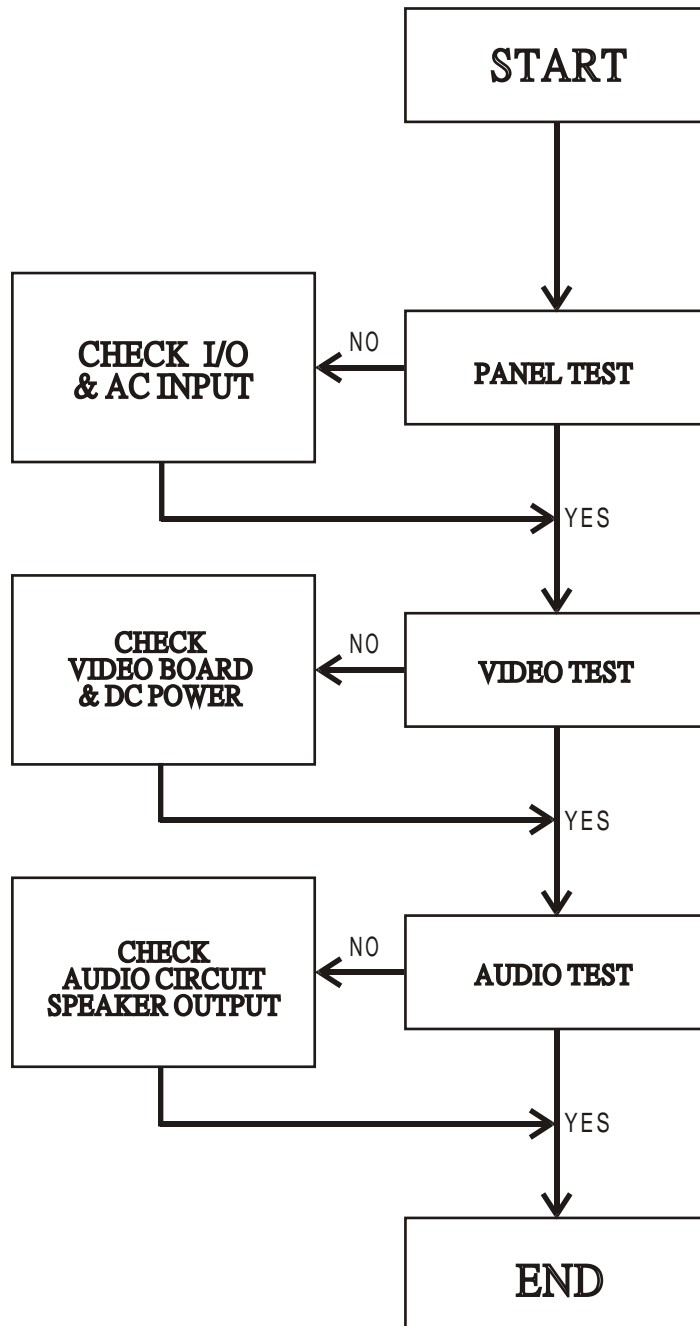 START
NO
CHECK I/O
& AC INPUT
PANEL TEST
YES
CHECK
VIDEO BOARD
& DC POWER
NO
VIDEO TEST
YES
CHECK
AUDIO CIRCUIT
SPEAKER OUTPUT
NO
AUDIO TEST
YES
END